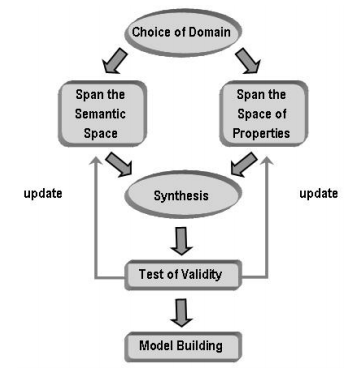 Choice of Domain
Span the
Semantic
Space
Span the
Space of
Properties
update
Synthesis
update
Test of Validity
Model Building